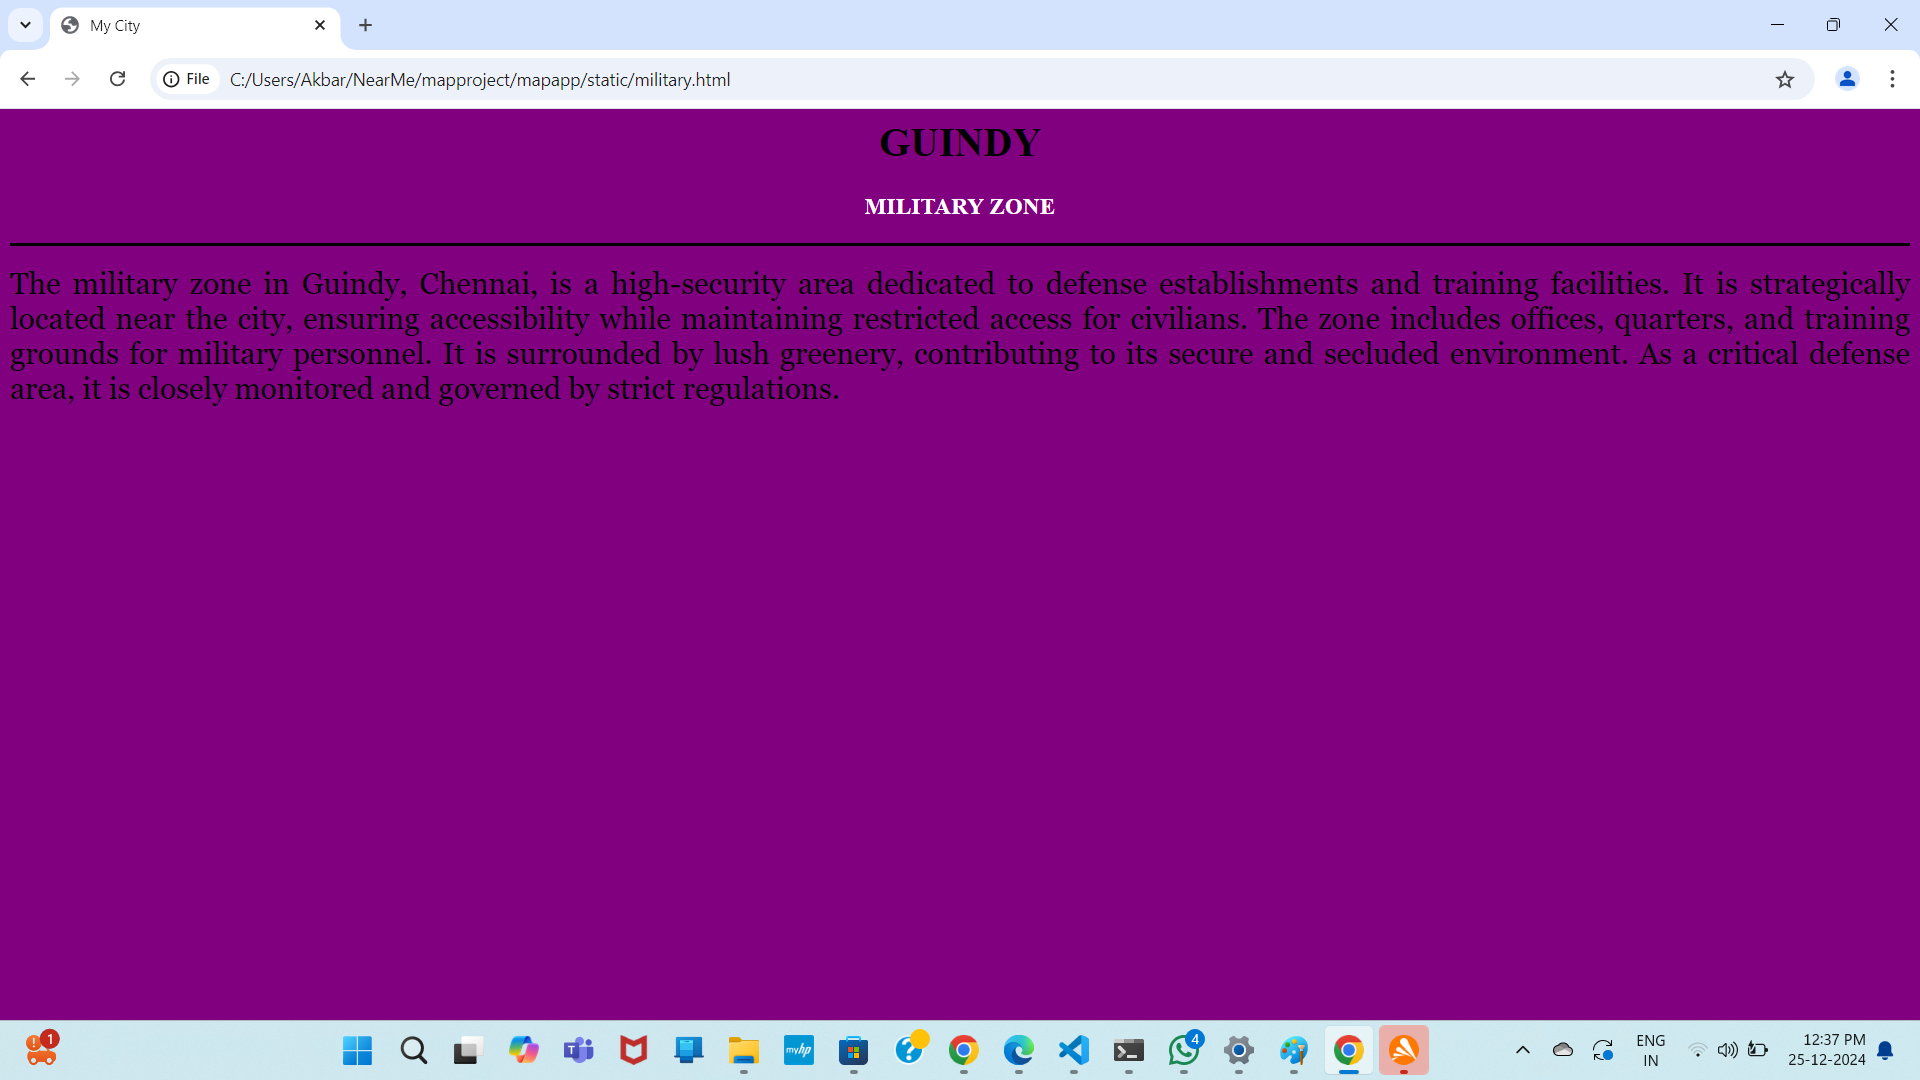 My City
File
C:/Users/Akbar/NearMe/mapproject/mapapp/static/military.html
GUINDY
MILITARY ZONE
The military zone in Guindy, Chennai, is a high-security area dedicated to defense establishments and training facilities. It is strategically
located near the city, ensuring accessibility while maintaining restricted access for civilians. The zone includes offices, quarters, and training
grounds for military personnel. It is surrounded by lush greenery, contributing to its secure and secluded environment. As a critical defense
area, it is closely monitored and governed by strict regulations.
1
T
myhp
?
4
ENG
IN
12:37 PM
25-12-2024